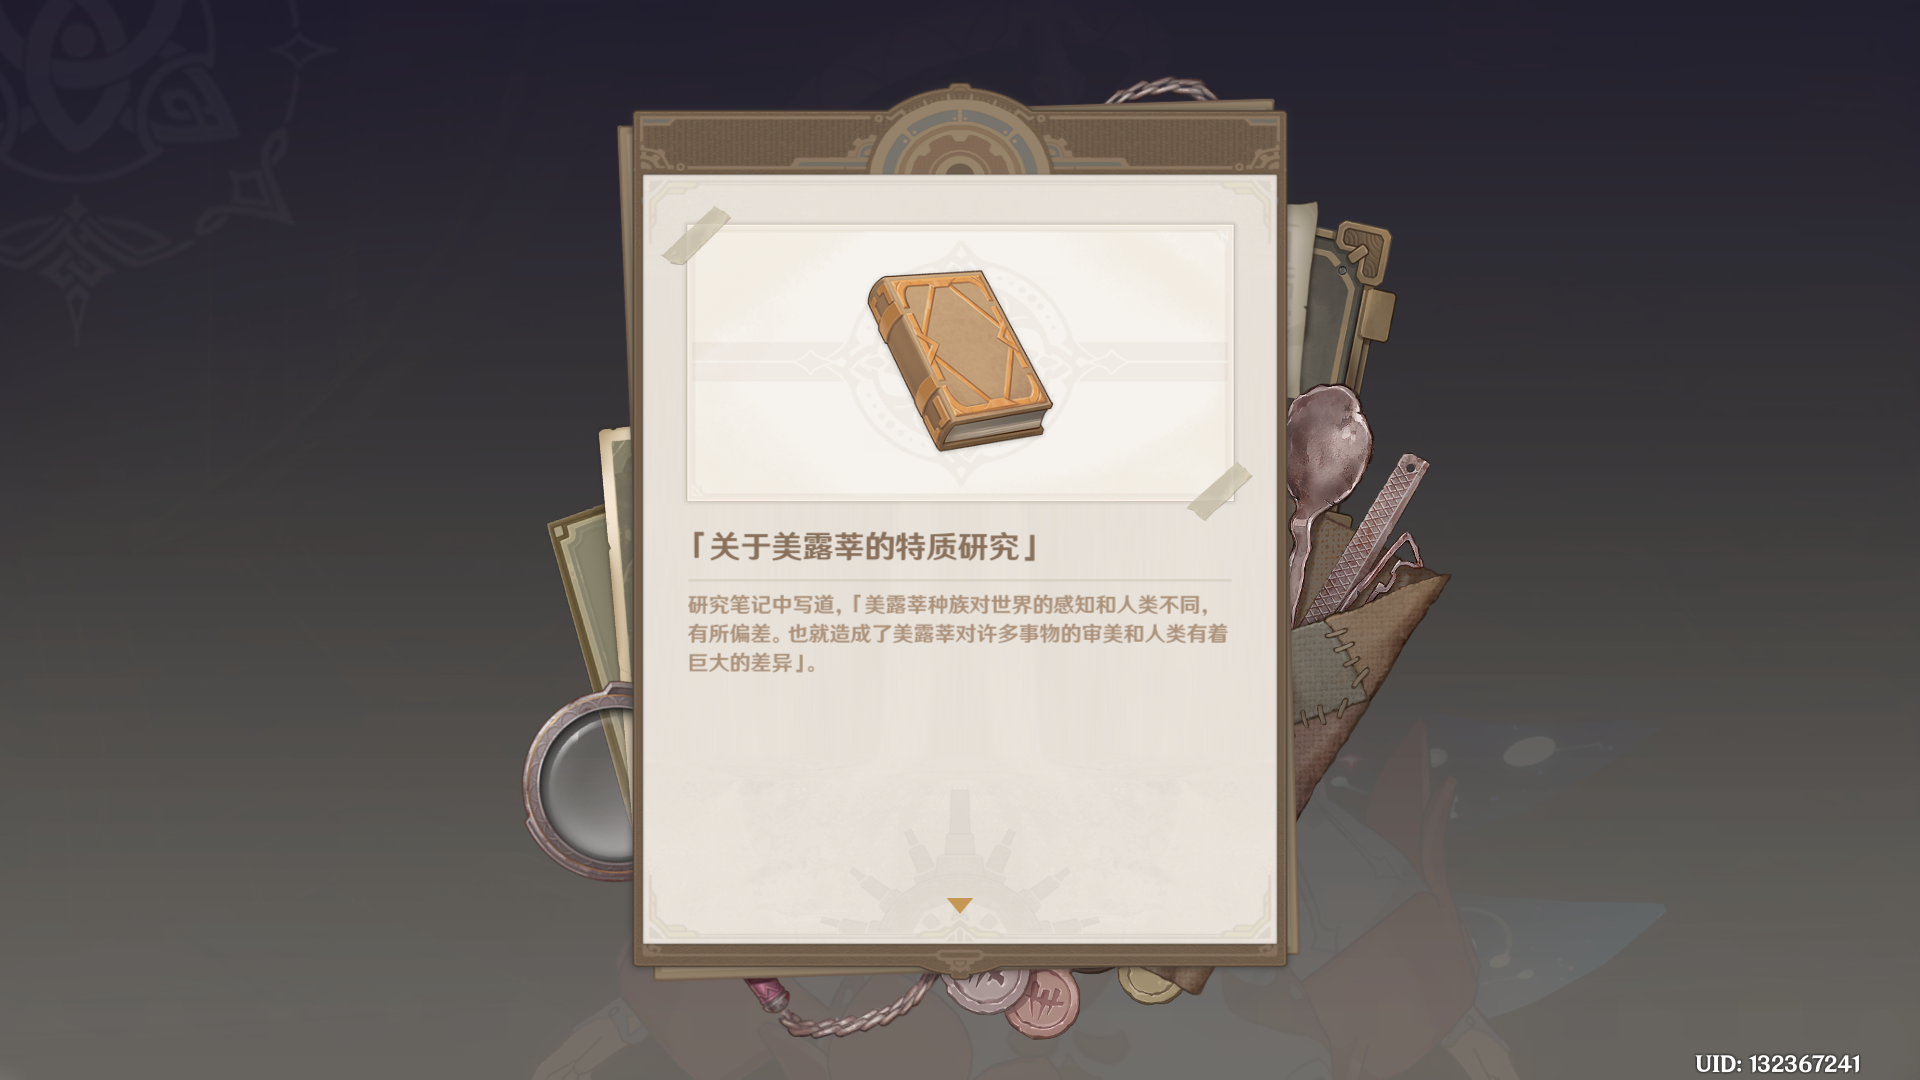 「关于美露莘的特质研究」
研究笔记中写道，「美露莘种族对世界的感知和人类不同，
有所偏差。也就造成了美露莘对许多事物的审美和人类有着
巨大的差异」。
UID: 132367241